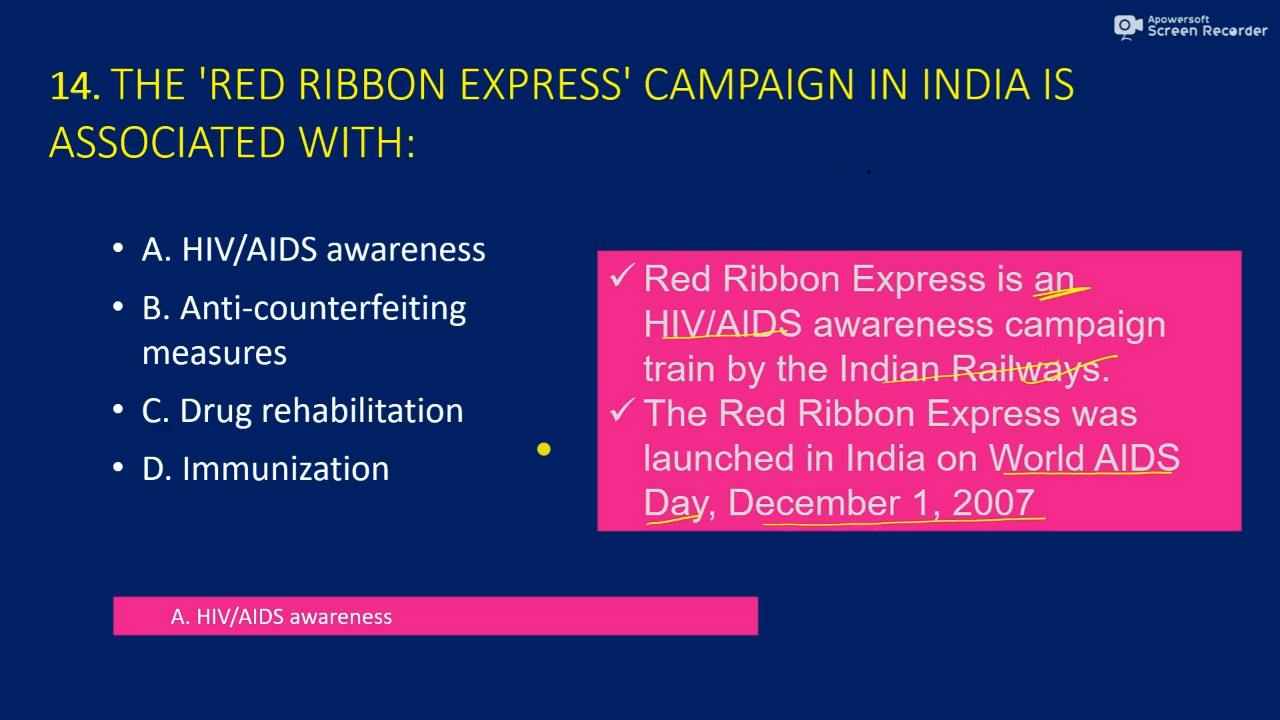 Apowersoft
Screen Recorder
14. THE 'RED RIBBON EXPRESS' CAMPAIGN IN INDIA IS
ASSOCIATED WITH:
• A. HIV/AIDS awareness
• B. Anti-counterfeiting
measures
• C. Drug rehabilitation
• D. Immunization
✓ Red Ribbon Express is an
HIV/AIDS awareness campaign
train by the Indian Railways.
✓ The Red Ribbon Express was
launched in India on World AIDS
Day, December 1, 2007
A. HIV/AIDS awareness